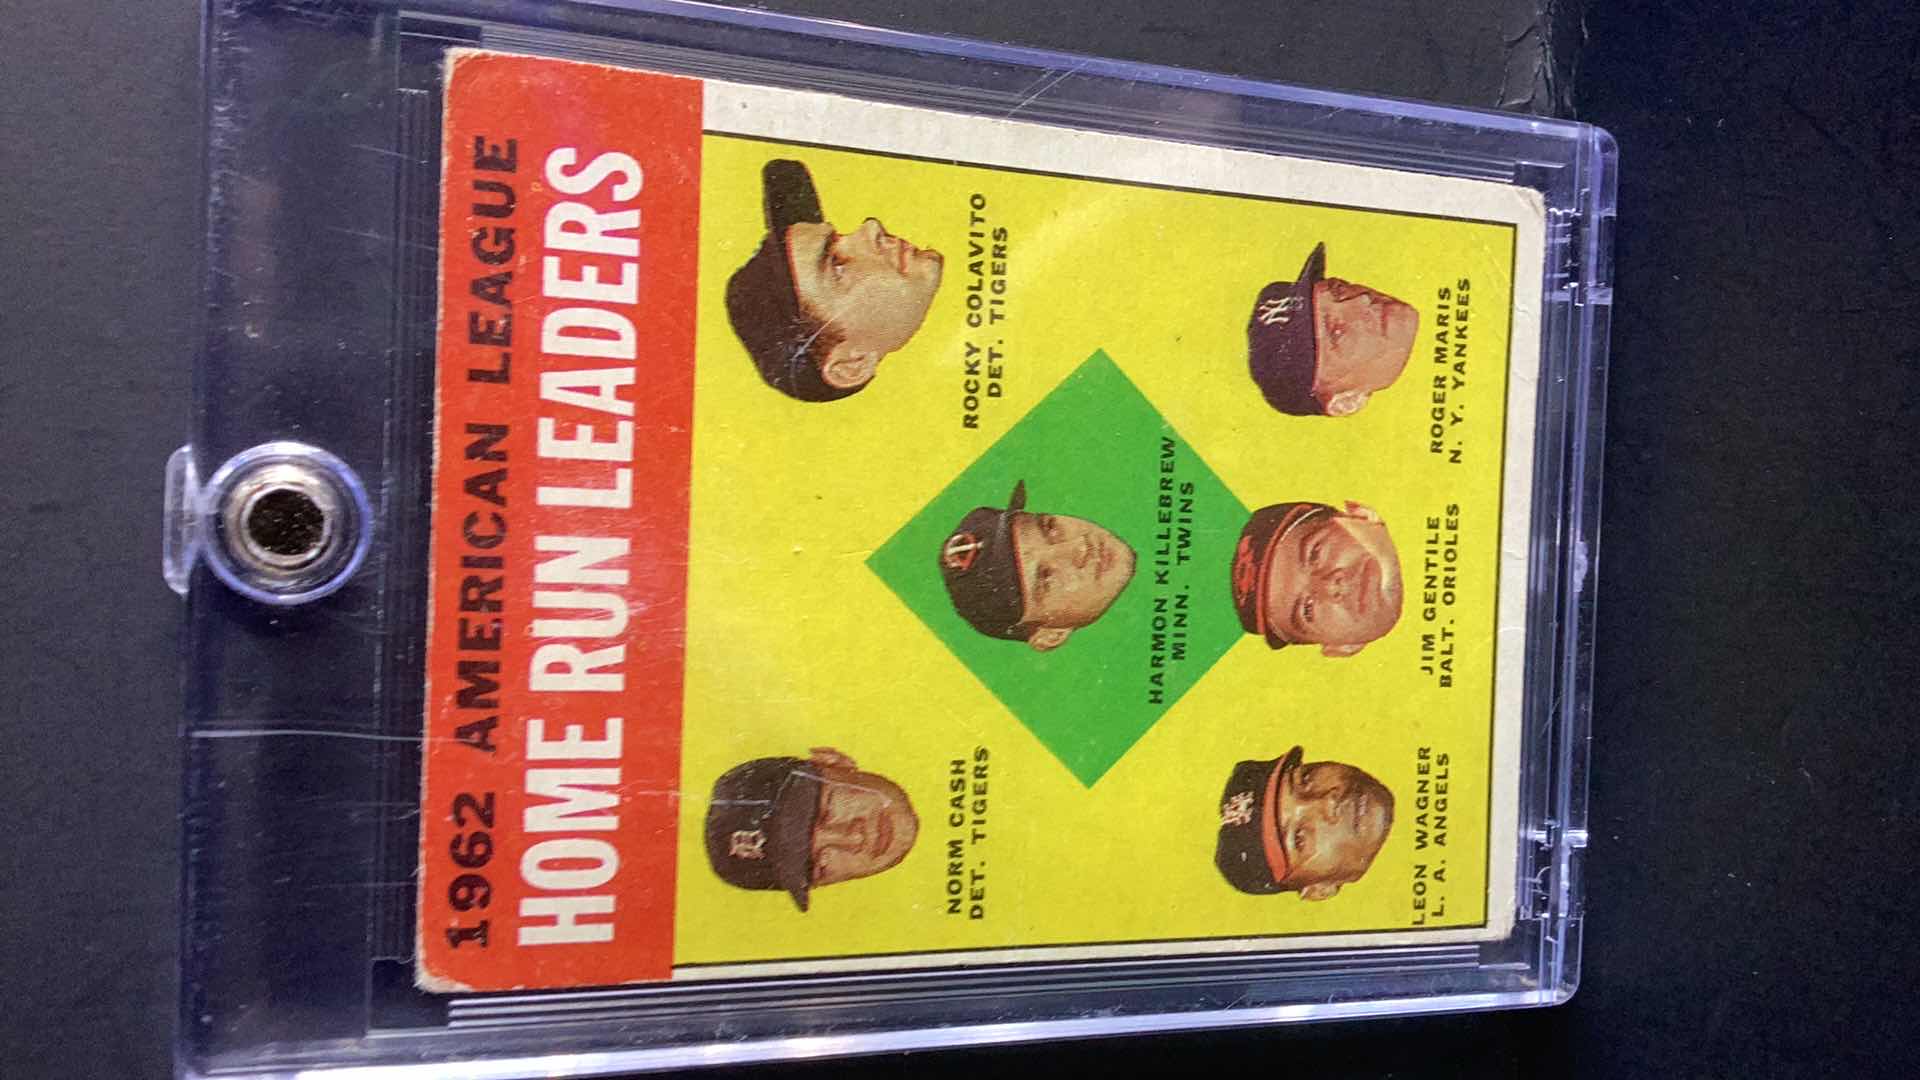 1962 AMERICAN LEAGUE
HOME RUN LEADERS
NORM CASH
DET. TIGERS
ROCKY COLAVITO
DET. TIGERS
HARMON KILLEBREW
MINN. TWINS
LEON WAGNER
L. A. ANGELS
JIM GENTILE
BALT. ORIOLES
ROGER MARIS
N. Y. YANKEES